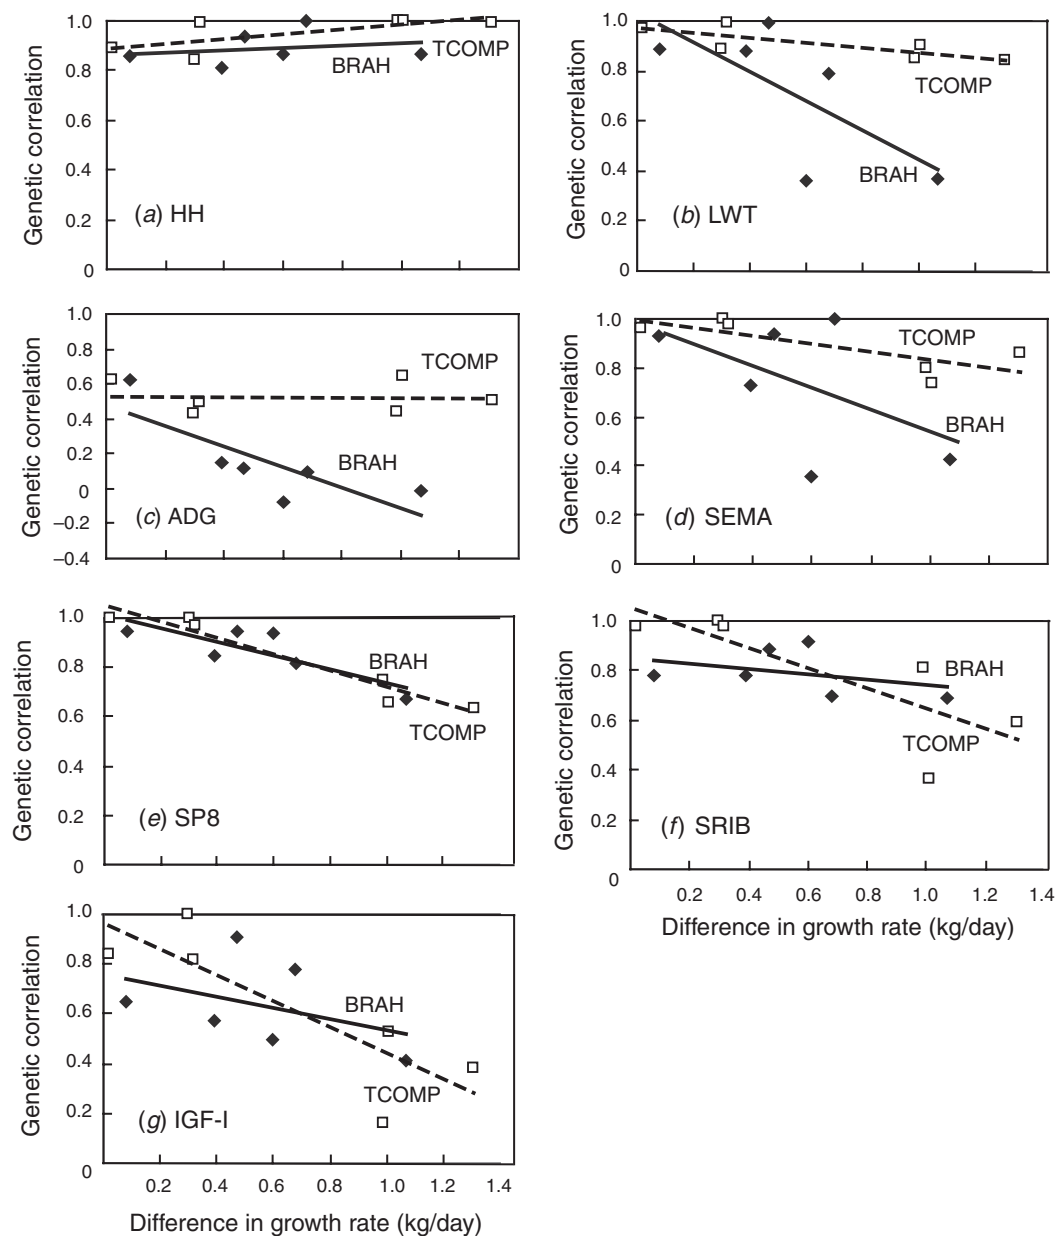 Genetic correlation
1.0
0.8
0.6
0.4
0.2
0
TCOMP
BRAH
(a) HH
Genetic correlation
1.0
0.8
0.6
0.4
0.2
0
TCOMP
BRAH
(b) LWT
Genetic correlation
1.0
0.8
0.6
0.4
0.2
0
–0.2
–0.4
TCOMP
BRAH
(c) ADG
Genetic correlation
1.0
0.8
0.6
0.4
0.2
0
TCOMP
BRAH
(d) SEMA
Genetic correlation
1.0
0.8
0.6
0.4
0.2
0
BRAH
TCOMP
(e) SP8
Genetic correlation
1.0
0.8
0.6
0.4
0.2
0
BRAH
TCOMP
(f) SRIB
0.2 0.4 0.6 0.8 1.0 1.2 1.4
Difference in growth rate (kg/day)
Genetic correlation
1.0
0.8
0.6
0.4
0.2
0
BRAH
TCOMP
(g) IGF-I
0.2 0.4 0.6 0.8 1.0 1.2 1.4
Difference in growth rate (kg/day)